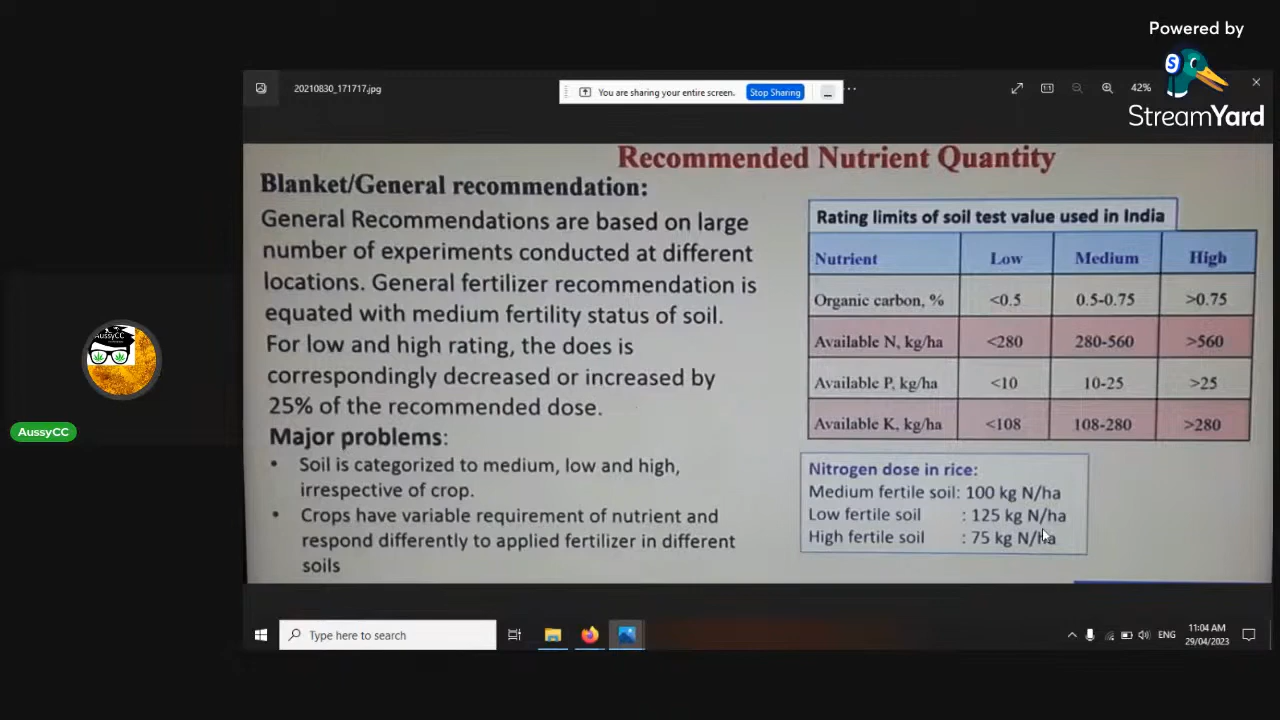 Powered by
StreamYard
20210830_171717.jpg
You are sharing your entire screen.
Stop Sharing
42%
Recommended Nutrient Quantity
Blanket/General recommendation:
General Recommendations are based on large
number of experiments conducted at different
locations. General fertilizer recommendation is
equated with medium fertility status of soil.
For low and high rating, the does is
correspondingly decreased or increased by
25% of the recommended dose.
Major problems:
• Soil is categorized to medium, low and high,
irrespective of crop.
• Crops have variable requirement of nutrient and
respond differently to applied fertilizer in different
soils
Rating limits of soil test value used in India
Nutrient Low Medium High
Organic carbon, % <0.5 0.5-0.75 >0.75
Available N, kg/ha <280 280-560 >560
Available P, kg/ha <10 10-25 >25
Available K, kg/ha <108 108-280 >280
Nitrogen dose in rice:
Medium fertile soil: 100 kg N/ha
Low fertile soil : 125 kg N/ha
High fertile soil : 75 kg N/ha
AussyCC
AussyCC
Type here to search
ENG
11:04 AM
29/04/2023